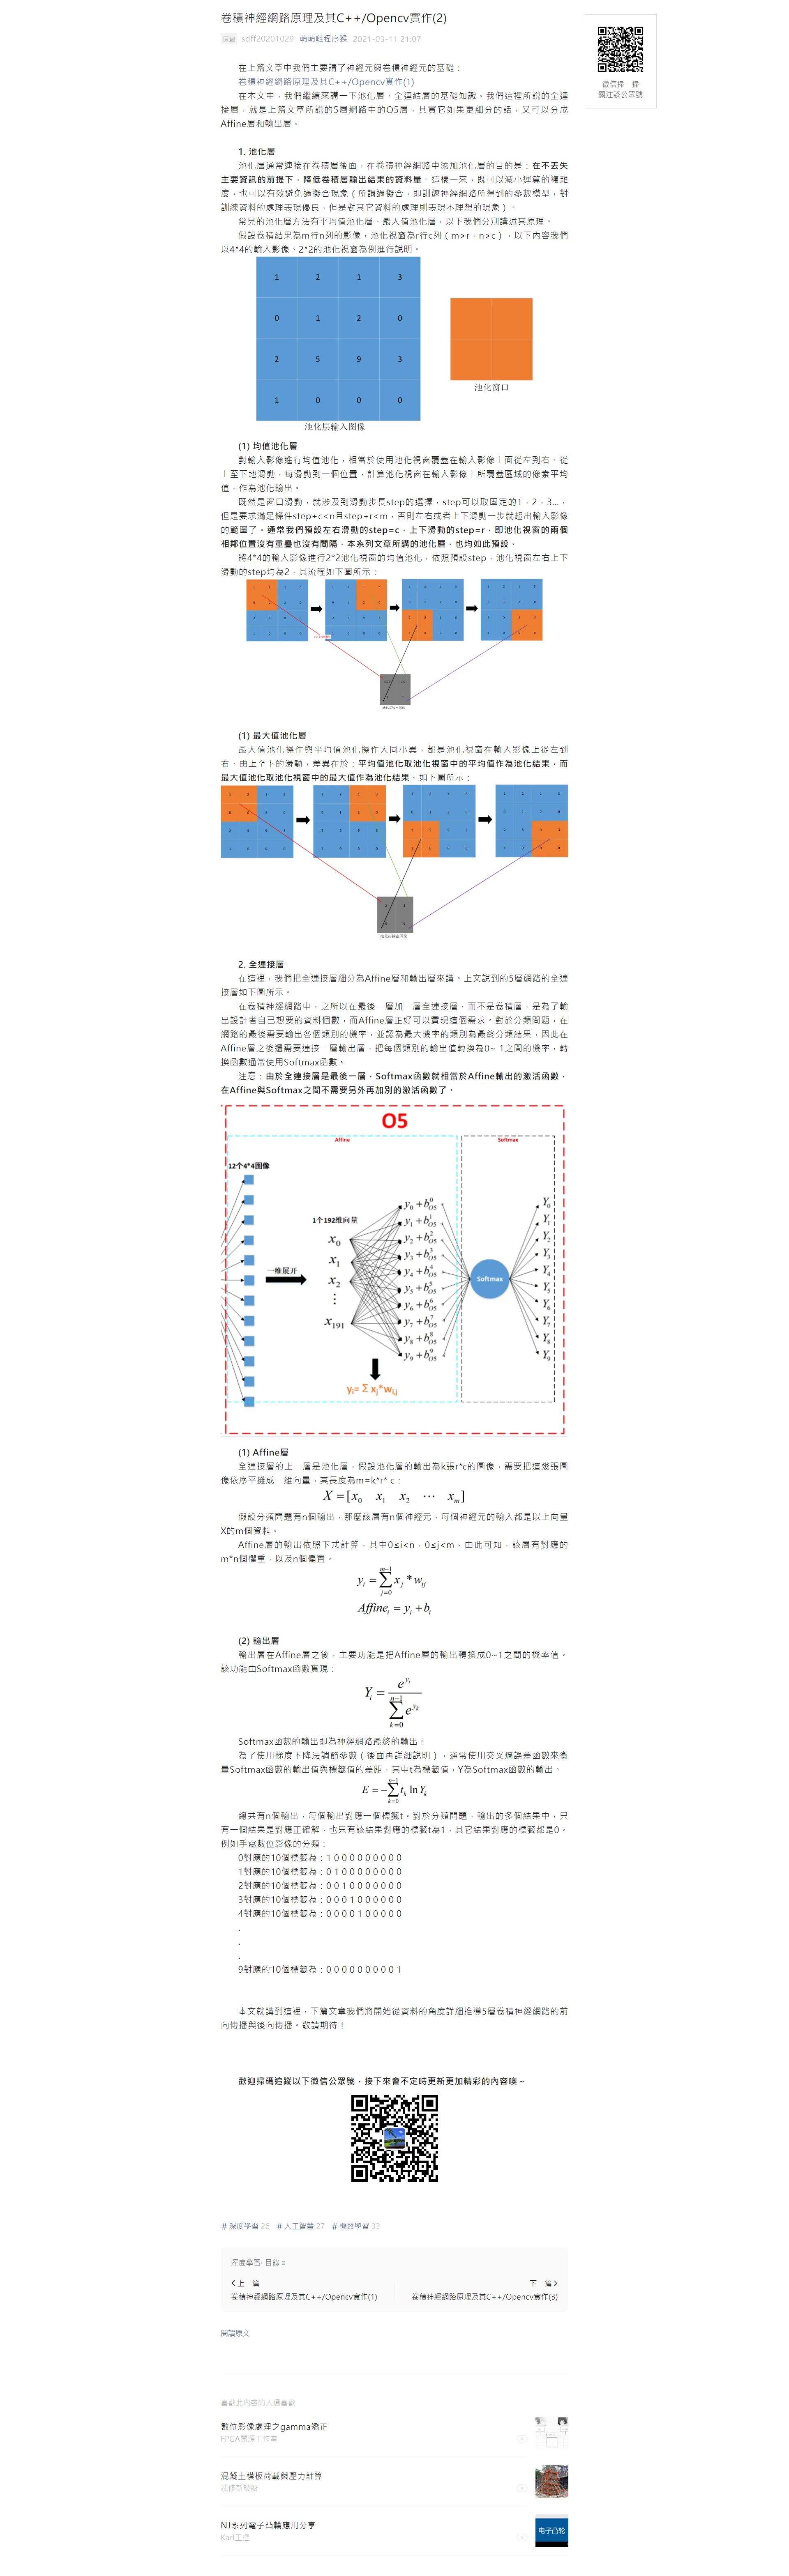 卷積神經網路原理及其C++/Opencv實作(2)
原創 sdff20201029 萌萌噠程序猴 2021-03-11 21:07
微信掃一掃
關注該公眾號
在上篇文章中我們主要講了神經元與卷積神經元的基礎：
卷積神經網路原理及其C++/Opencv實作(1)
在本文中，我們繼續來講一下池化層、全連結層的基礎知識。我們這裡所說的全連
接層，就是上篇文章所說的5層網路中的O5層，其實它如果更細分的話，又可以分成
Affine層和輸出層。
1. 池化層
池化層通常連接在卷積層後面，在卷積神經網路中添加池化層的目的是：在不丟失
主要資訊的前提下，降低卷積層輸出結果的資料量。這樣一來，既可以減小運算的複雜
度，也可以有效避免過擬合現象（所謂過擬合，即訓練神經網路所得到的參數模型，對
訓練資料的處理表現優良，但是對其它資料的處理則表現不理想的現象）。
常見的池化層方法有平均值池化層、最大值池化層，以下我們分別講述其原理。
假設卷積結果為m行n列的影像，池化視窗為r行c列（m>r，n>c），以下內容我們
以4*4的輸入影像、2*2的池化視窗為例進行說明。
1 2 1 3
0 1 2 0
2 5 9 3
1 0 0 0
池化层输入图像
池化窗口
(1) 均值池化層
對輸入影像進行均值池化，相當於使用池化視窗覆蓋在輸入影像上面從左到右、從
上至下地滑動，每滑動到一個位置，計算池化視窗在輸入影像上所覆蓋區域的像素平均
值，作為池化輸出。
既然是窗口滑動，就涉及到滑動步長step的選擇，step可以取固定的1，2，3…，
但是要求滿足條件step+c<n且step+r<m，否則左右或者上下滑動一步就超出輸入影像
的範圍了。通常我們預設左右滑動的step=c，上下滑動的step=r，即池化視窗的兩個
相鄰位置沒有重疊也沒有間隔，本系列文章所講的池化層，也均如此預設。
將4*4的輸入影像進行2*2池化視窗的均值池化，依照預設step，池化視窗左右上下
滑動的step均為2，其流程如下圖所示：
(1) 最大值池化層
最大值池化操作與平均值池化操作大同小異，都是池化視窗在輸入影像上從左到
右、由上至下的滑動，差異在於：平均值池化取池化視窗中的平均值作為池化結果，而
最大值池化取池化視窗中的最大值作為池化結果。如下圖所示：
2. 全連接層
在這裡，我們把全連接層細分為Affine層和輸出層來講。上文說到的5層網路的全連
接層如下圖所示。
在卷積神經網路中，之所以在最後一層加一層全連接層，而不是卷積層，是為了輸
出設計者自己想要的資料個數，而Affine層正好可以實現這個需求。對於分類問題，在
網路的最後需要輸出各個類別的機率，並認為最大機率的類別為最終分類結果，因此在
Affine層之後還需要連接一層輸出層，把每個類別的輸出值轉換為0~ 1之間的機率，轉
換函數通常使用Softmax函數。
注意：由於全連接層是最後一層，Softmax函數就相當於Affine輸出的激活函數，
在Affine與Softmax之間不需要另外再加別的激活函數了。
O5
Affine
Softmax
12个4*4图像
1个192维向量
一维展开
x0
x1
x2
⋮
x191
y0 + b⁰O5
y1 + b¹O5
y2 + b²O5
y3 + b³O5
y4 + b⁴O5
y5 + b⁵O5
y6 + b⁶O5
y7 + b⁷O5
y8 + b⁸O5
y9 + b⁹O5
Softmax
Y0
Y1
Y2
Y3
Y4
Y5
Y6
Y7
Y8
Y9
yi= Σ xj*wi,j
(1) Affine層
全連接層的上一層是池化層，假設池化層的輸出為k張r*c的圖像，需要把這幾張圖
像依序平攤成一維向量，其長度為m=k*r* c：
X = [x0 x1 x2 ⋯ xm]
假設分類問題有n個輸出，那麼該層有n個神經元，每個神經元的輸入都是以上向量
X的m個資料。
Affine層的輸出依照下式計算，其中0≤i<n，0≤j<m。由此可知，該層有對應的
m*n個權重，以及n個偏置。
yi = Σ(j=0, m−1) xj * wij
Affinei = yi + bi
(2) 輸出層
輸出層在Affine層之後，主要功能是把Affine層的輸出轉換成0~1之間的機率值。
該功能由Softmax函數實現：
Yi = e^yi / Σ(k=0, n−1) e^yk
Softmax函數的輸出即為神經網路最終的輸出。
為了使用梯度下降法調節參數（後面再詳細說明），通常使用交叉熵誤差函數來衡
量Softmax函數的輸出值與標籤值的差距，其中t為標籤值，Y為Softmax函數的輸出。
E = −Σ(k=0, n−1) tk ln Yk
總共有n個輸出，每個輸出對應一個標籤t。對於分類問題，輸出的多個結果中，只
有一個結果是對應正確解，也只有該結果對應的標籤t為1，其它結果對應的標籤都是0。
例如手寫數位影像的分類：
0對應的10個標籤為：1 0 0 0 0 0 0 0 0 0
1對應的10個標籤為：0 1 0 0 0 0 0 0 0 0
2對應的10個標籤為：0 0 1 0 0 0 0 0 0 0
3對應的10個標籤為：0 0 0 1 0 0 0 0 0 0
4對應的10個標籤為：0 0 0 0 1 0 0 0 0 0
.
.
.
9對應的10個標籤為：0 0 0 0 0 0 0 0 0 1
本文就講到這裡，下篇文章我們將開始從資料的角度詳細推導5層卷積神經網路的前
向傳播與後向傳播。敬請期待！
歡迎掃碼追蹤以下微信公眾號，接下來會不定時更新更加精彩的內容噢~
#深度學習 26 #人工智慧 27 #機器學習 33
深度學習· 目錄
上一篇
下一篇
卷積神經網路原理及其C++/Opencv實作(1)
卷積神經網路原理及其C++/Opencv實作(3)
閱讀原文
喜歡此內容的人還喜歡
數位影像處理之gamma矯正
FPGA開源工作室
混凝土模板荷載與壓力計算
NJ系列電子凸輪應用分享
Karl工控
电子凸轮